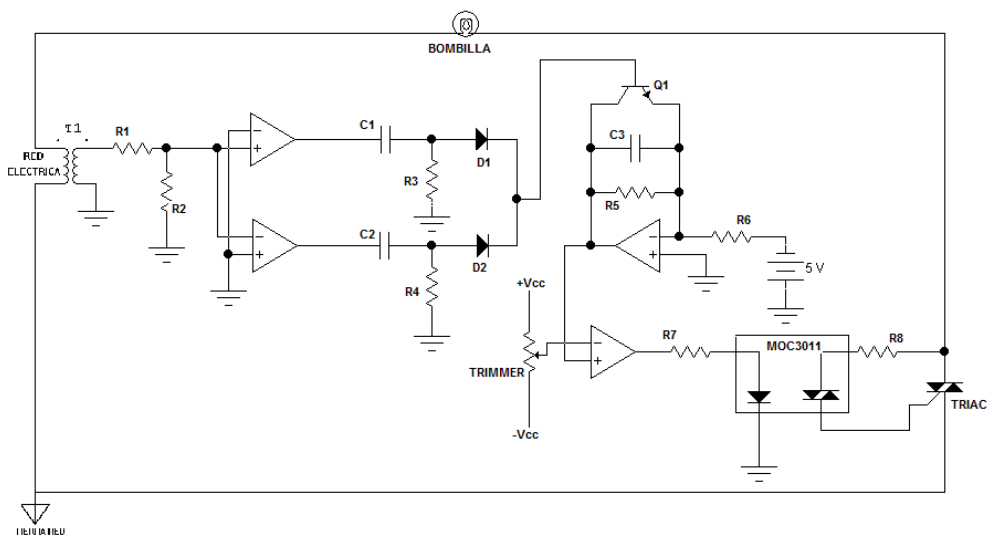 BOMBILLA
T1
RED
ELECTRICA
R1
R2
C1
R3
D1
C2
R4
D2
Q1
C3
R5
R6
5 V
+Vcc
TRIMMER
-Vcc
R7
MOC3011
R8
TRIAC